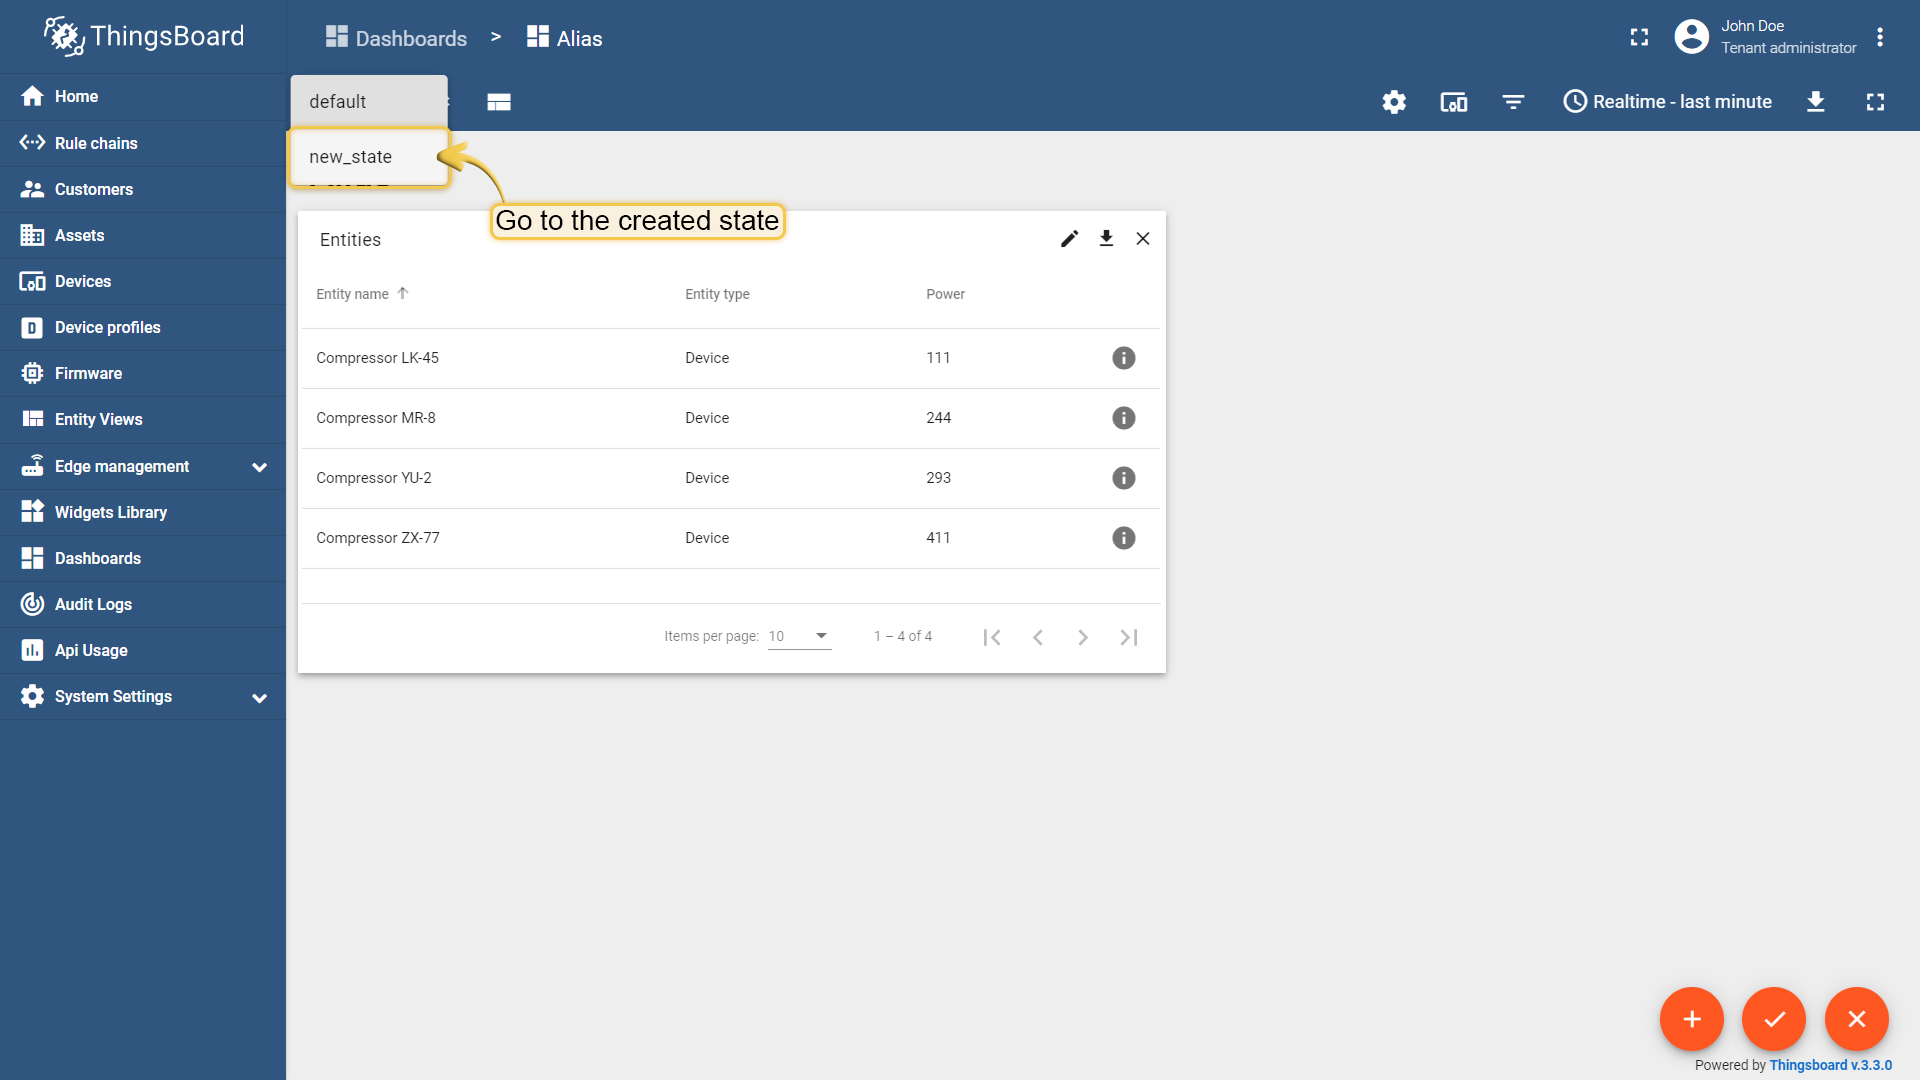 ThingsBoard
Dashboards > Alias
John Doe
Tenant administrator
Home
Rule chains
Customers
Assets
Devices
Device profiles
Firmware
Entity Views
Edge management
Widgets Library
Dashboards
Audit Logs
Api Usage
System Settings
default
new_state
Realtime - last minute
Go to the created state
Entities
Entity name Entity type Power
Compressor LK-45 Device 111
Compressor MR-8 Device 244
Compressor YU-2 Device 293
Compressor ZX-77 Device 411
Items per page: 10 1 – 4 of 4
Powered by Thingsboard v.3.3.0